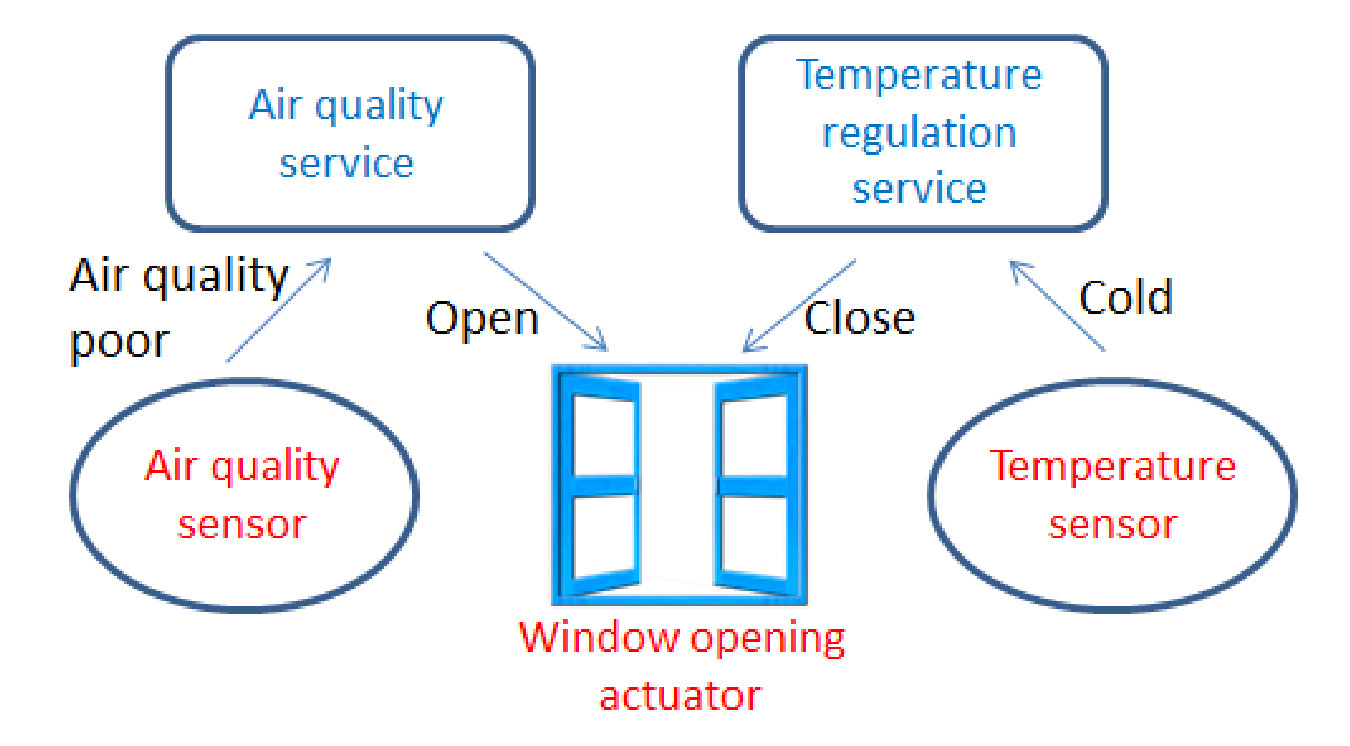 Air quality
service
Temperature
regulation
service
Air quality
poor
Open
Close
Cold
Air quality
sensor
Temperature
sensor
Window opening
actuator